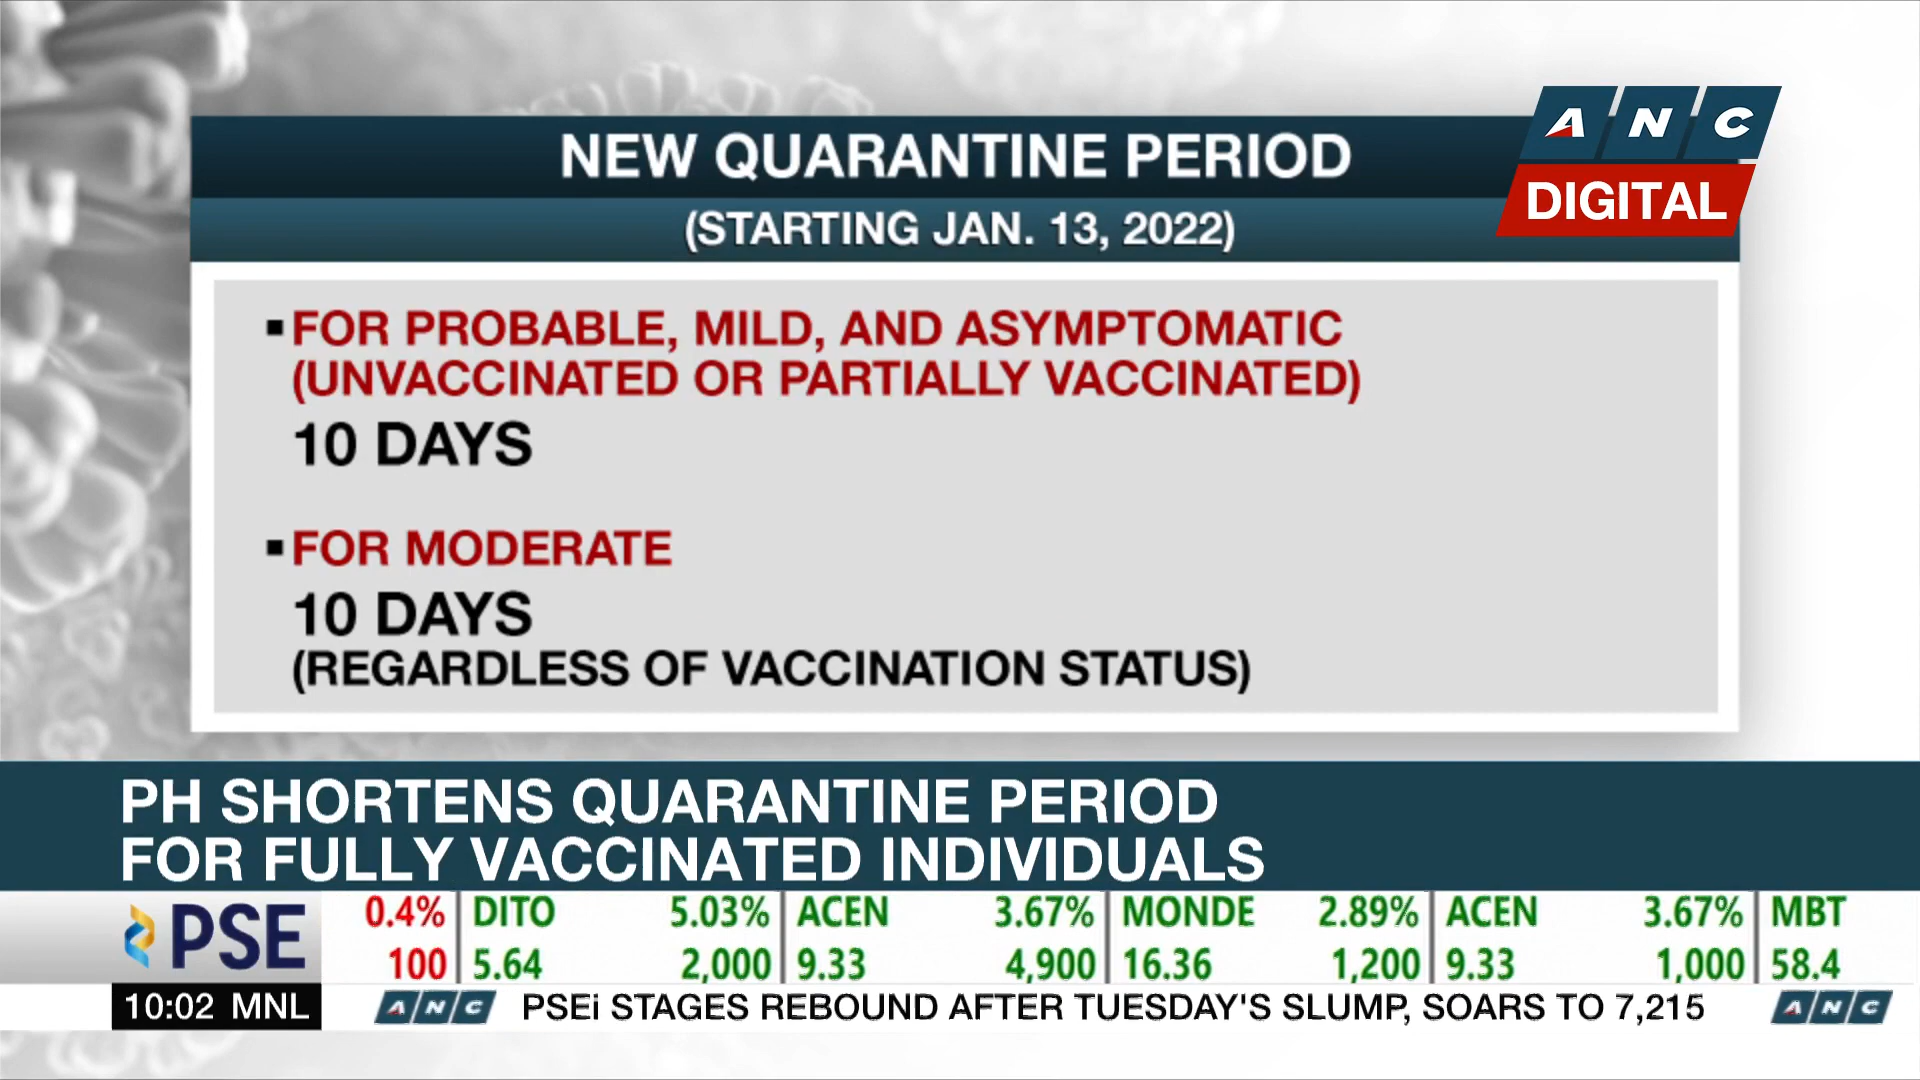 NEW QUARANTINE PERIOD
(STARTING JAN. 13, 2022)
ANC
DIGITAL
▪FOR PROBABLE, MILD, AND ASYMPTOMATIC
(UNVACCINATED OR PARTIALLY VACCINATED)
10 DAYS
▪FOR MODERATE
10 DAYS
(REGARDLESS OF VACCINATION STATUS)
PH SHORTENS QUARANTINE PERIOD
FOR FULLY VACCINATED INDIVIDUALS
PSE
0.4% DITO 5.03% ACEN 3.67% MONDE 2.89% ACEN 3.67% MBT
100 5.64 2,000 9.33 4,900 16.36 1,200 9.33 1,000 58.4
10:02 MNL ANC PSEi STAGES REBOUND AFTER TUESDAY'S SLUMP, SOARS TO 7,215 ANC